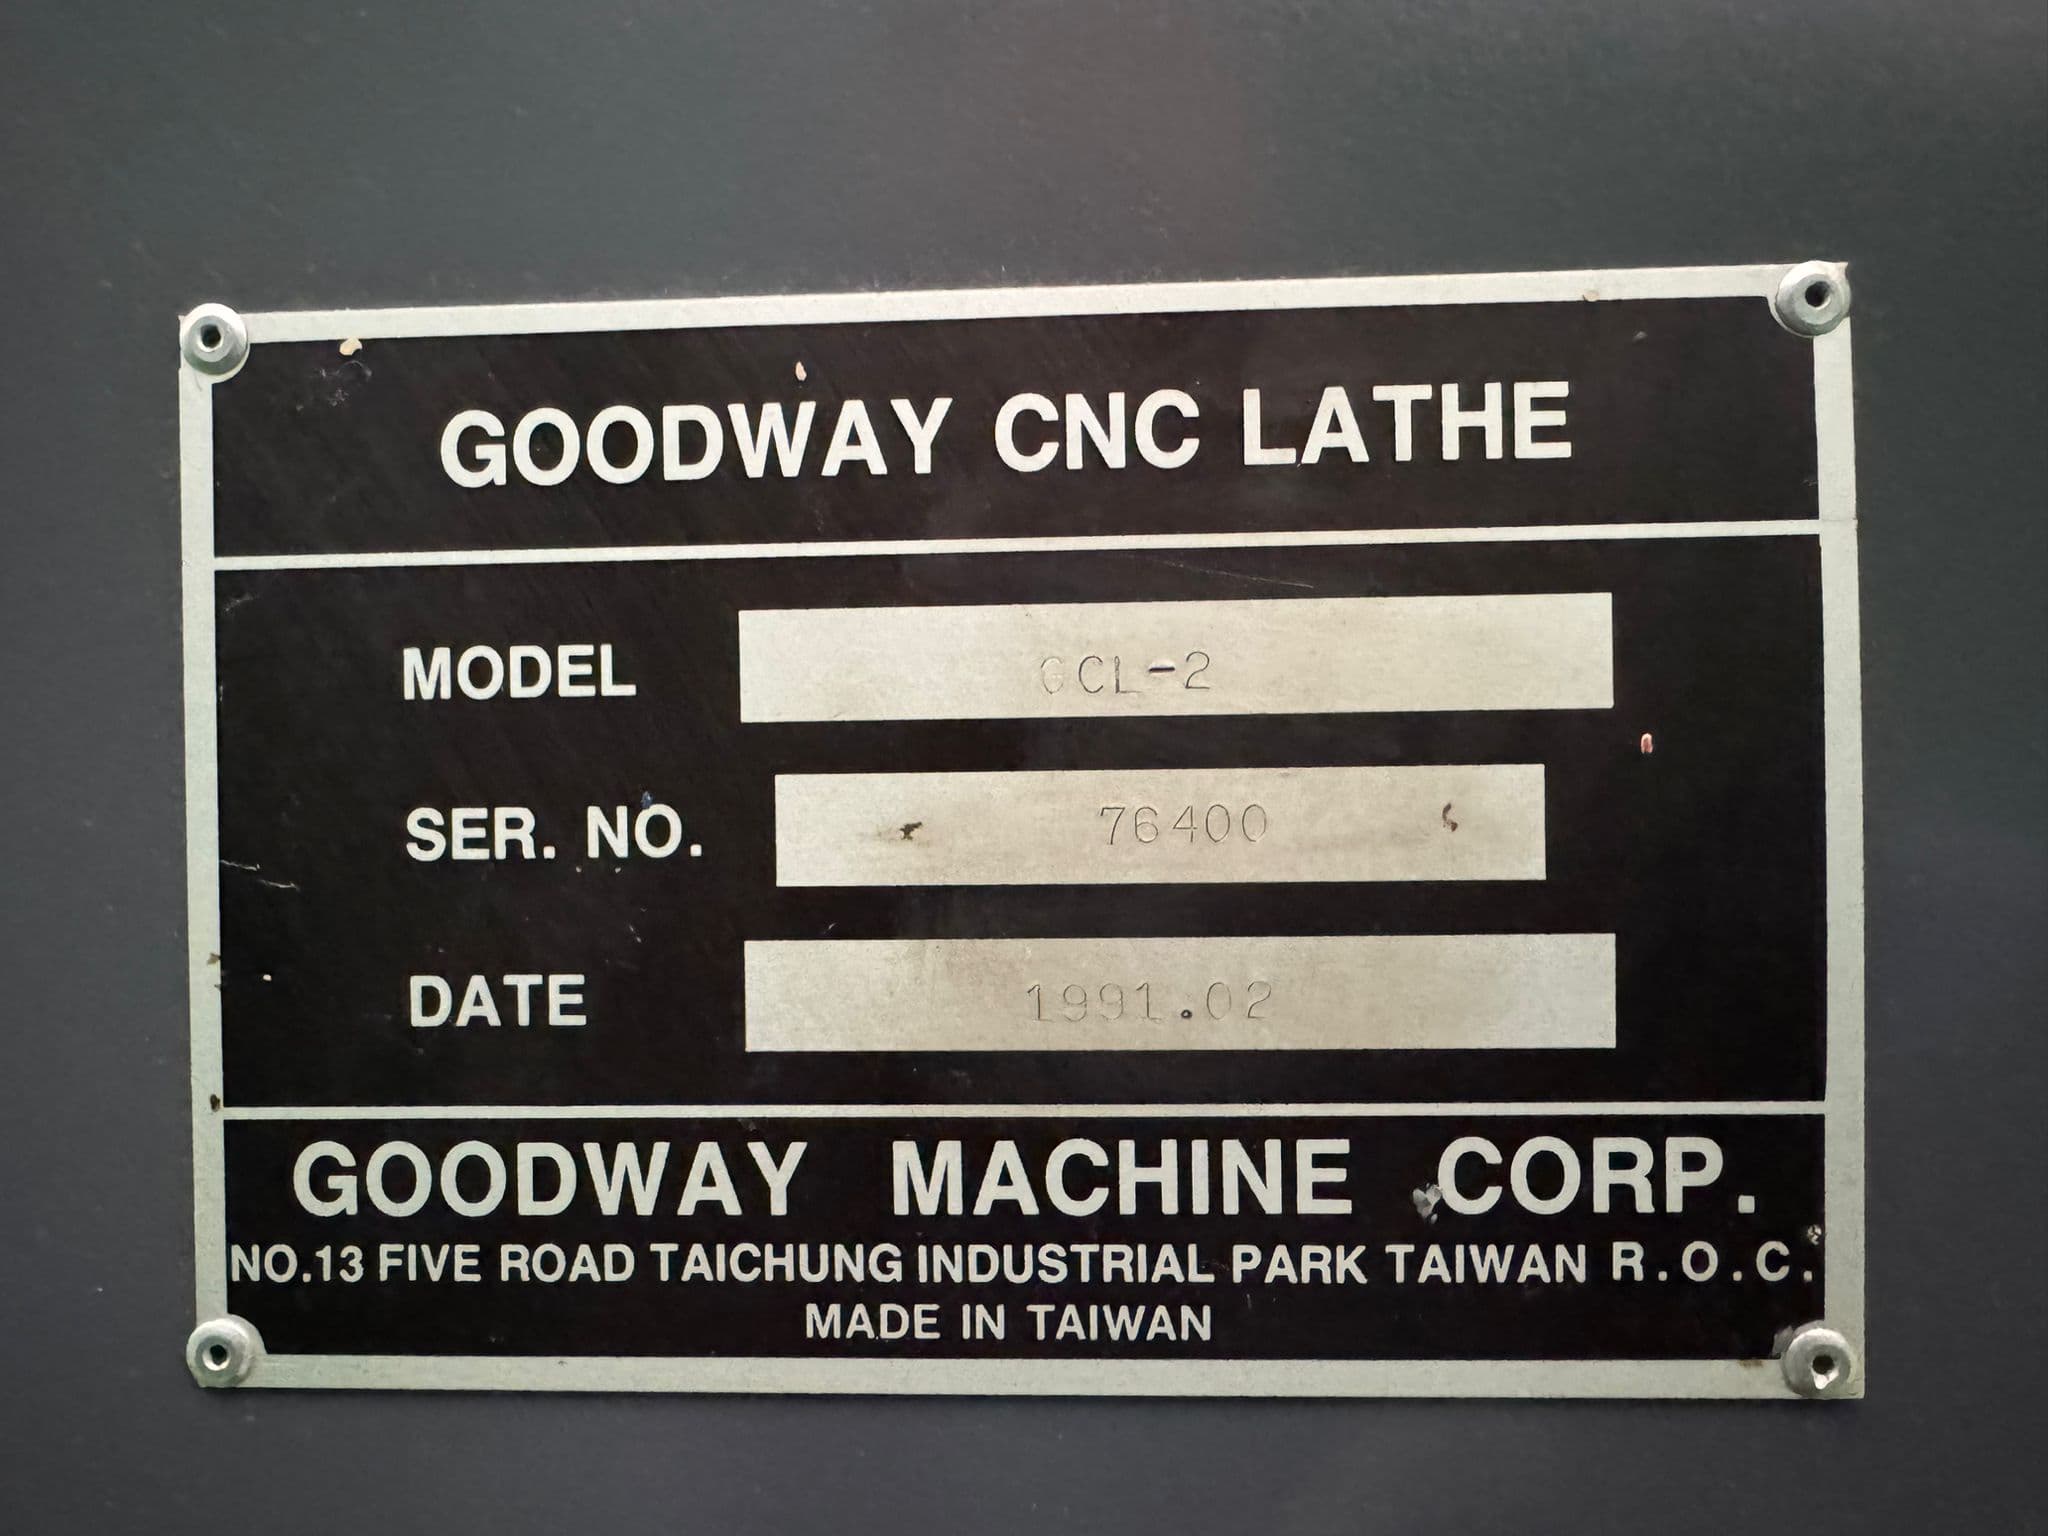 GOODWAY CNC LATHE
MODEL GCL-2
SER. NO. 76400
DATE 1991.02
GOODWAY MACHINE CORP.
NO.13 FIVE ROAD TAICHUNG INDUSTRIAL PARK TAIWAN R.O.C.
MADE IN TAIWAN